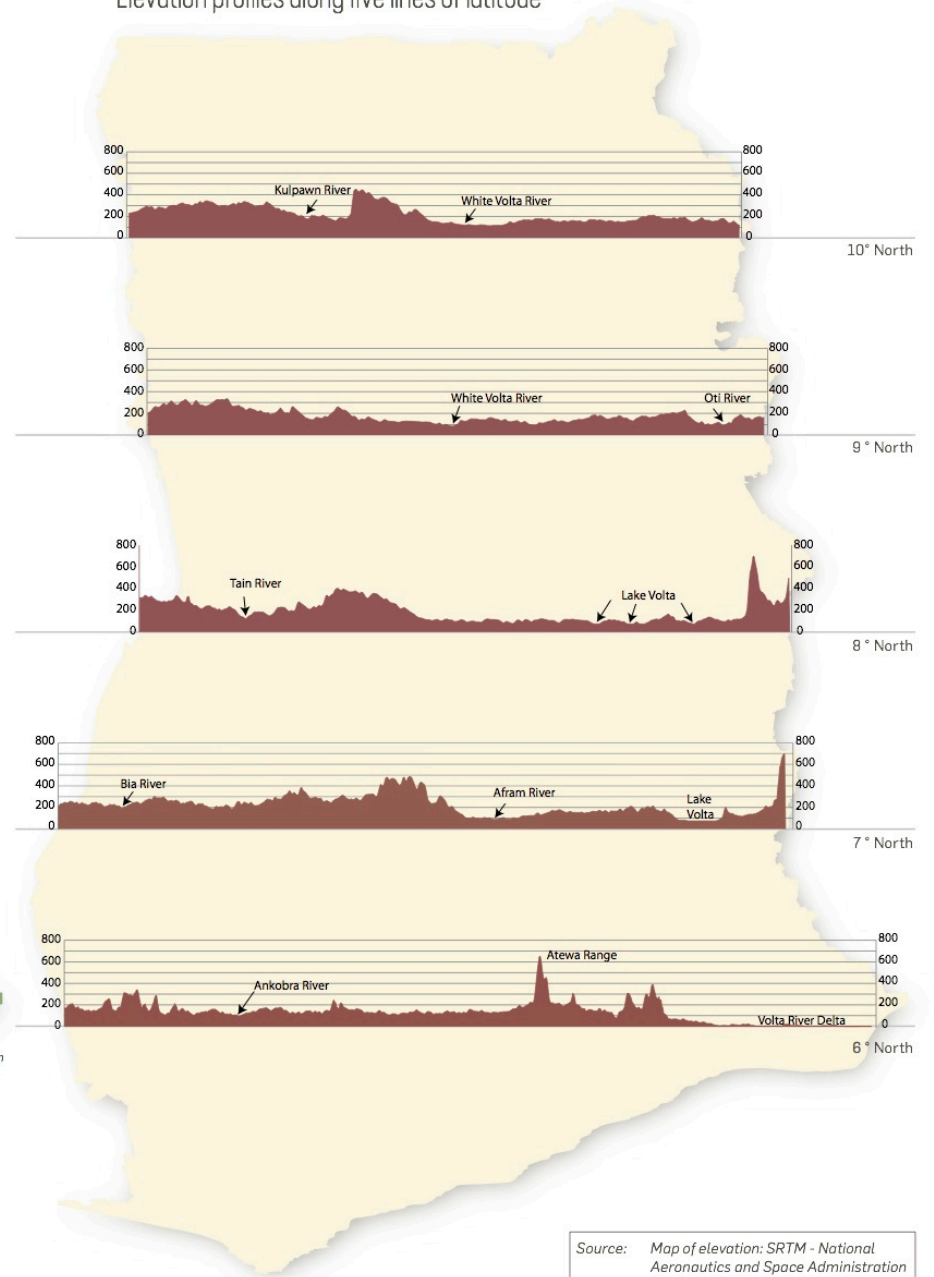 Elevation profiles along five lines of latitude
800 800
600 600
400 400
200 200
0 0
Kulpawn River
White Volta River
10° North
800 800
600 600
400 400
200 200
0 0
White Volta River
Oti River
9° North
800 800
600 600
400 400
200 200
0 0
Tain River
Lake Volta
8° North
800 800
600 600
400 400
200 200
0 0
Bia River
Afram River
Lake
Volta
7° North
800 800
600 600
400 400
200 200
0 0
Ankobra River
Atewa Range
Volta River Delta
6° North
Source: Map of elevation: SRTM - National
Aeronautics and Space Administration